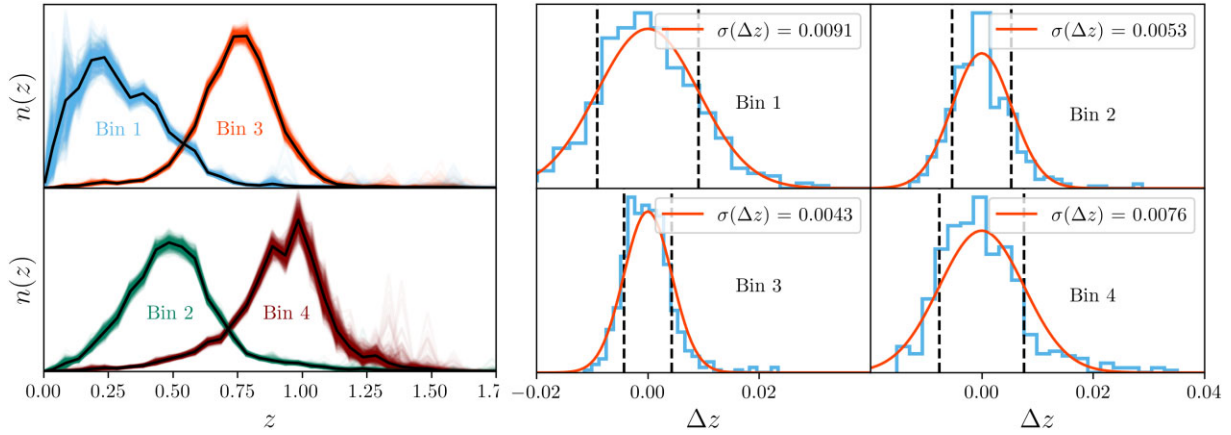 n(z)
Bin 1
Bin 3
n(z)
Bin 2
Bin 4
0.00 0.25 0.50 0.75 1.00 1.25 1.50 1.7
z
σ(Δz) = 0.0091
Bin 1
σ(Δz) = 0.0053
Bin 2
σ(Δz) = 0.0043
Bin 3
σ(Δz) = 0.0076
Bin 4
−0.02 0.00 0.02
Δz
0.00 0.02 0.04
Δz